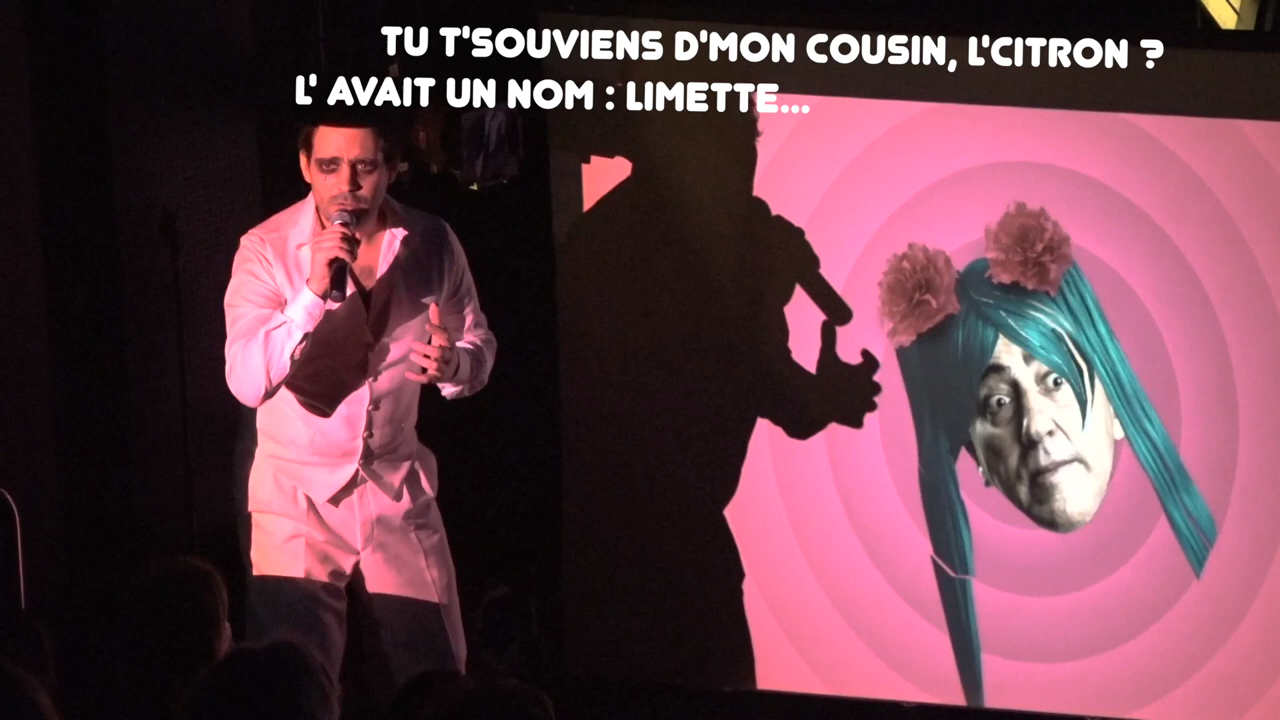 TU T'SOUVIENS D'MON COUSIN, L'CITRON ?
L' AVAIT UN NOM : LIMETTE...